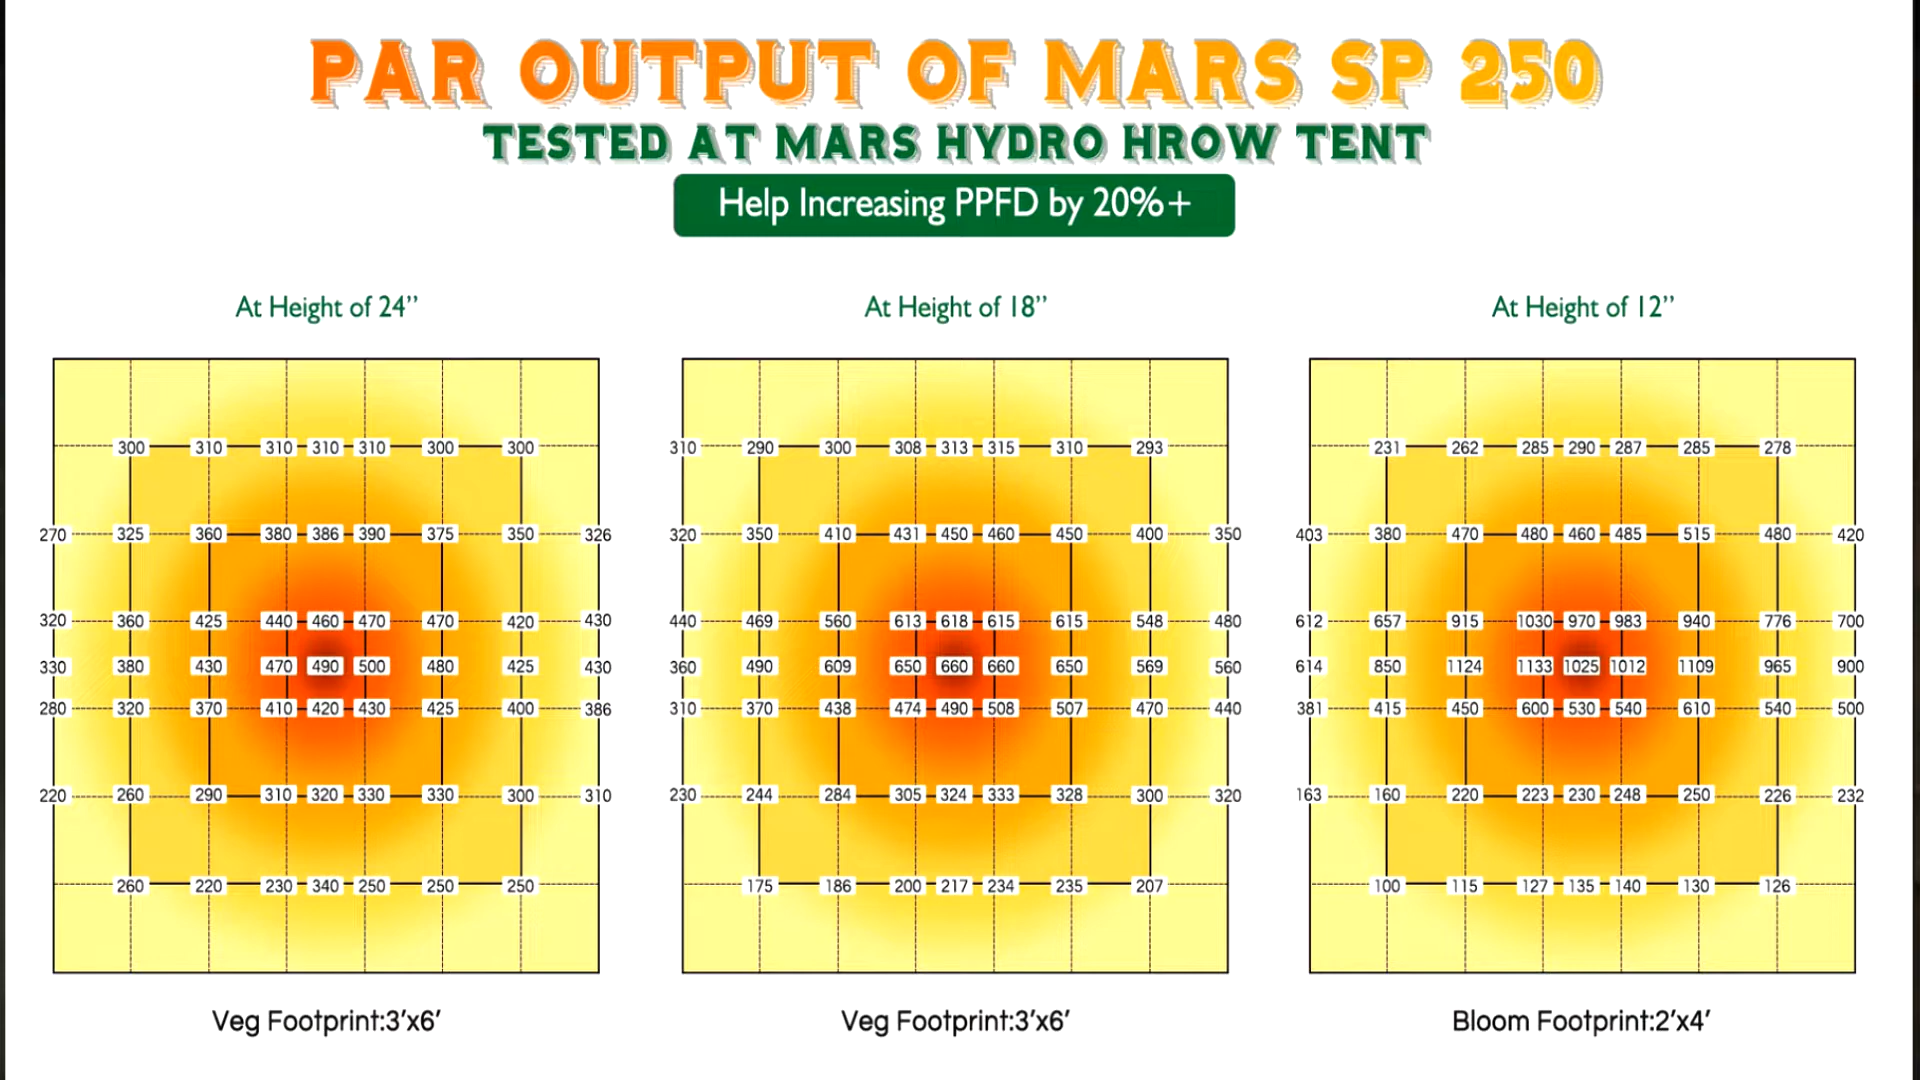 PAR OUTPUT OF MARS SP 250
TESTED AT MARS HYDRO HROW TENT
Help Increasing PPFD by 20%+
At Height of 24’’
300 310 310 310 310 300 300
270 325 360 380 386 390 375 350 326
320 360 425 440 460 470 470 420 430
330 380 430 470 490 500 480 425 430
280 320 370 410 420 430 425 400 386
220 260 290 310 320 330 330 300 310
260 220 230 340 250 250 250
Veg Footprint:3’x6’
At Height of 18’’
310 290 300 308 313 315 310 293
320 350 410 431 450 460 450 400 350
440 469 560 613 618 615 615 548 480
360 490 609 650 660 660 650 569 560
310 370 438 474 490 508 507 470 440
230 244 284 305 324 333 328 300 320
175 186 200 217 234 235 207
Veg Footprint:3’x6’
At Height of 12’’
231 262 285 290 287 285 278
403 380 470 480 460 485 515 480 420
612 657 915 1030 970 983 940 776 700
614 850 1124 1133 1025 1012 1109 965 900
381 415 450 600 530 540 610 540 500
163 160 220 223 230 248 250 226 232
100 115 127 135 140 130 126
Bloom Footprint:2’x4’